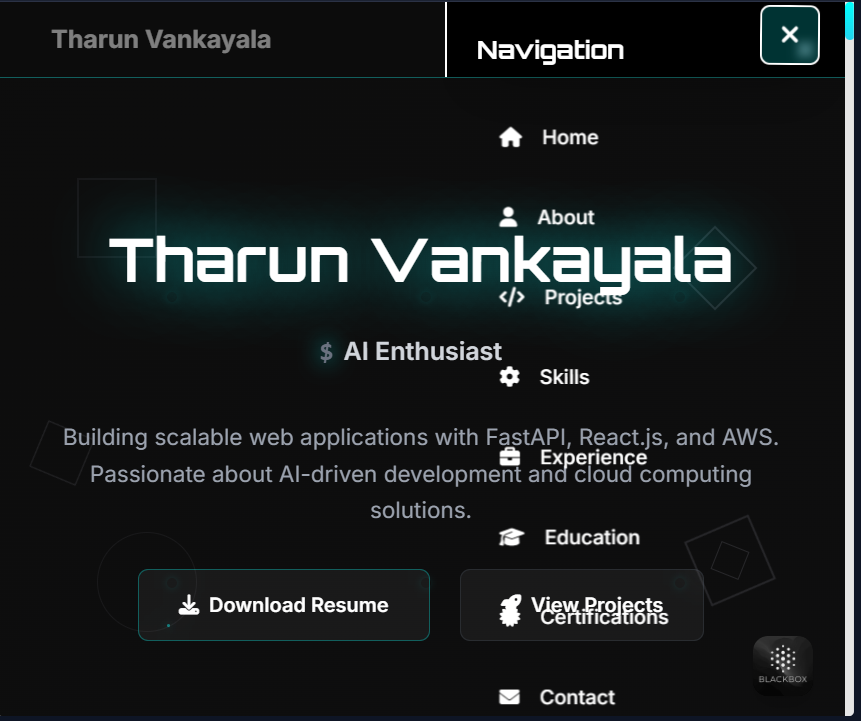 Tharun Vankayala
Navigation
Home
About
Tharun Vankayala
Projects
$ AI Enthusiast
Skills
Building scalable web applications with FastAPI, React.js, and AWS.
Experience
Passionate about AI-driven development and cloud computing
solutions.
Education
Download Resume
View Projects
Certifications
BLACKBOX
Contact